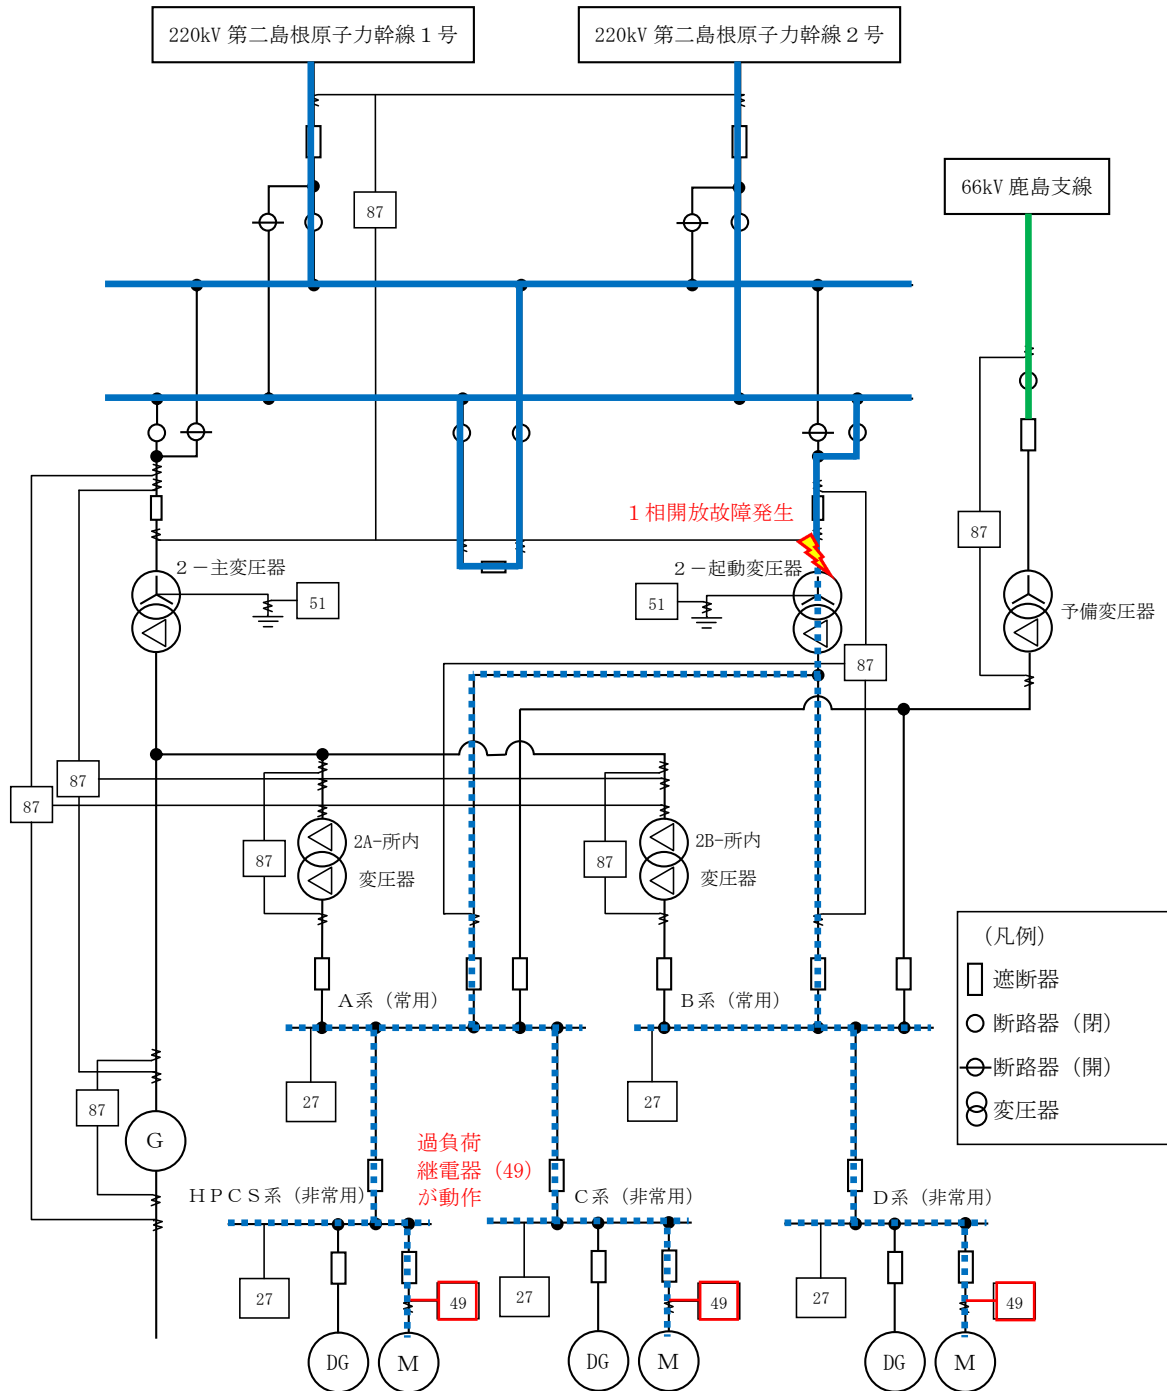 220kV 第二島根原子力幹線１号
220kV 第二島根原子力幹線２号
66kV 鹿島支線
87
１相開放故障発生
87
２－主変圧器
２－起動変圧器
51
51
予備変圧器
87
87
87
2A-所内
変圧器
87
2B-所内
変圧器
87
（凡例）
遮断器
断路器（閉）
断路器（開）
変圧器
Ａ系（常用）
Ｂ系（常用）
27
27
87
G
過負荷
継電器（49）
が動作
ＨＰＣＳ系（非常用）
Ｃ系（非常用）
Ｄ系（非常用）
27
49
27
49
27
49
DG
M
DG
M
DG
M